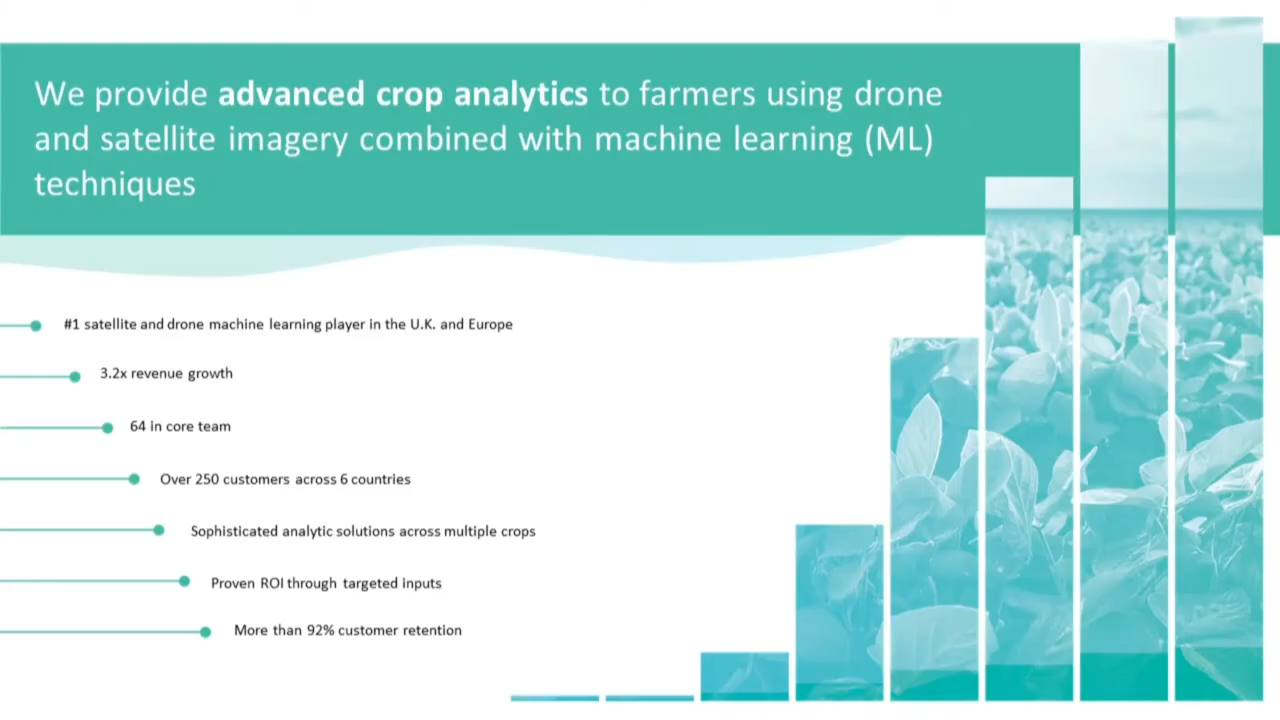 We provide advanced crop analytics to farmers using drone
and satellite imagery combined with machine learning (ML)
techniques
#1 satellite and drone machine learning player in the U.K. and Europe
3.2x revenue growth
64 in core team
Over 250 customers across 6 countries
Sophisticated analytic solutions across multiple crops
Proven ROI through targeted inputs
More than 92% customer retention